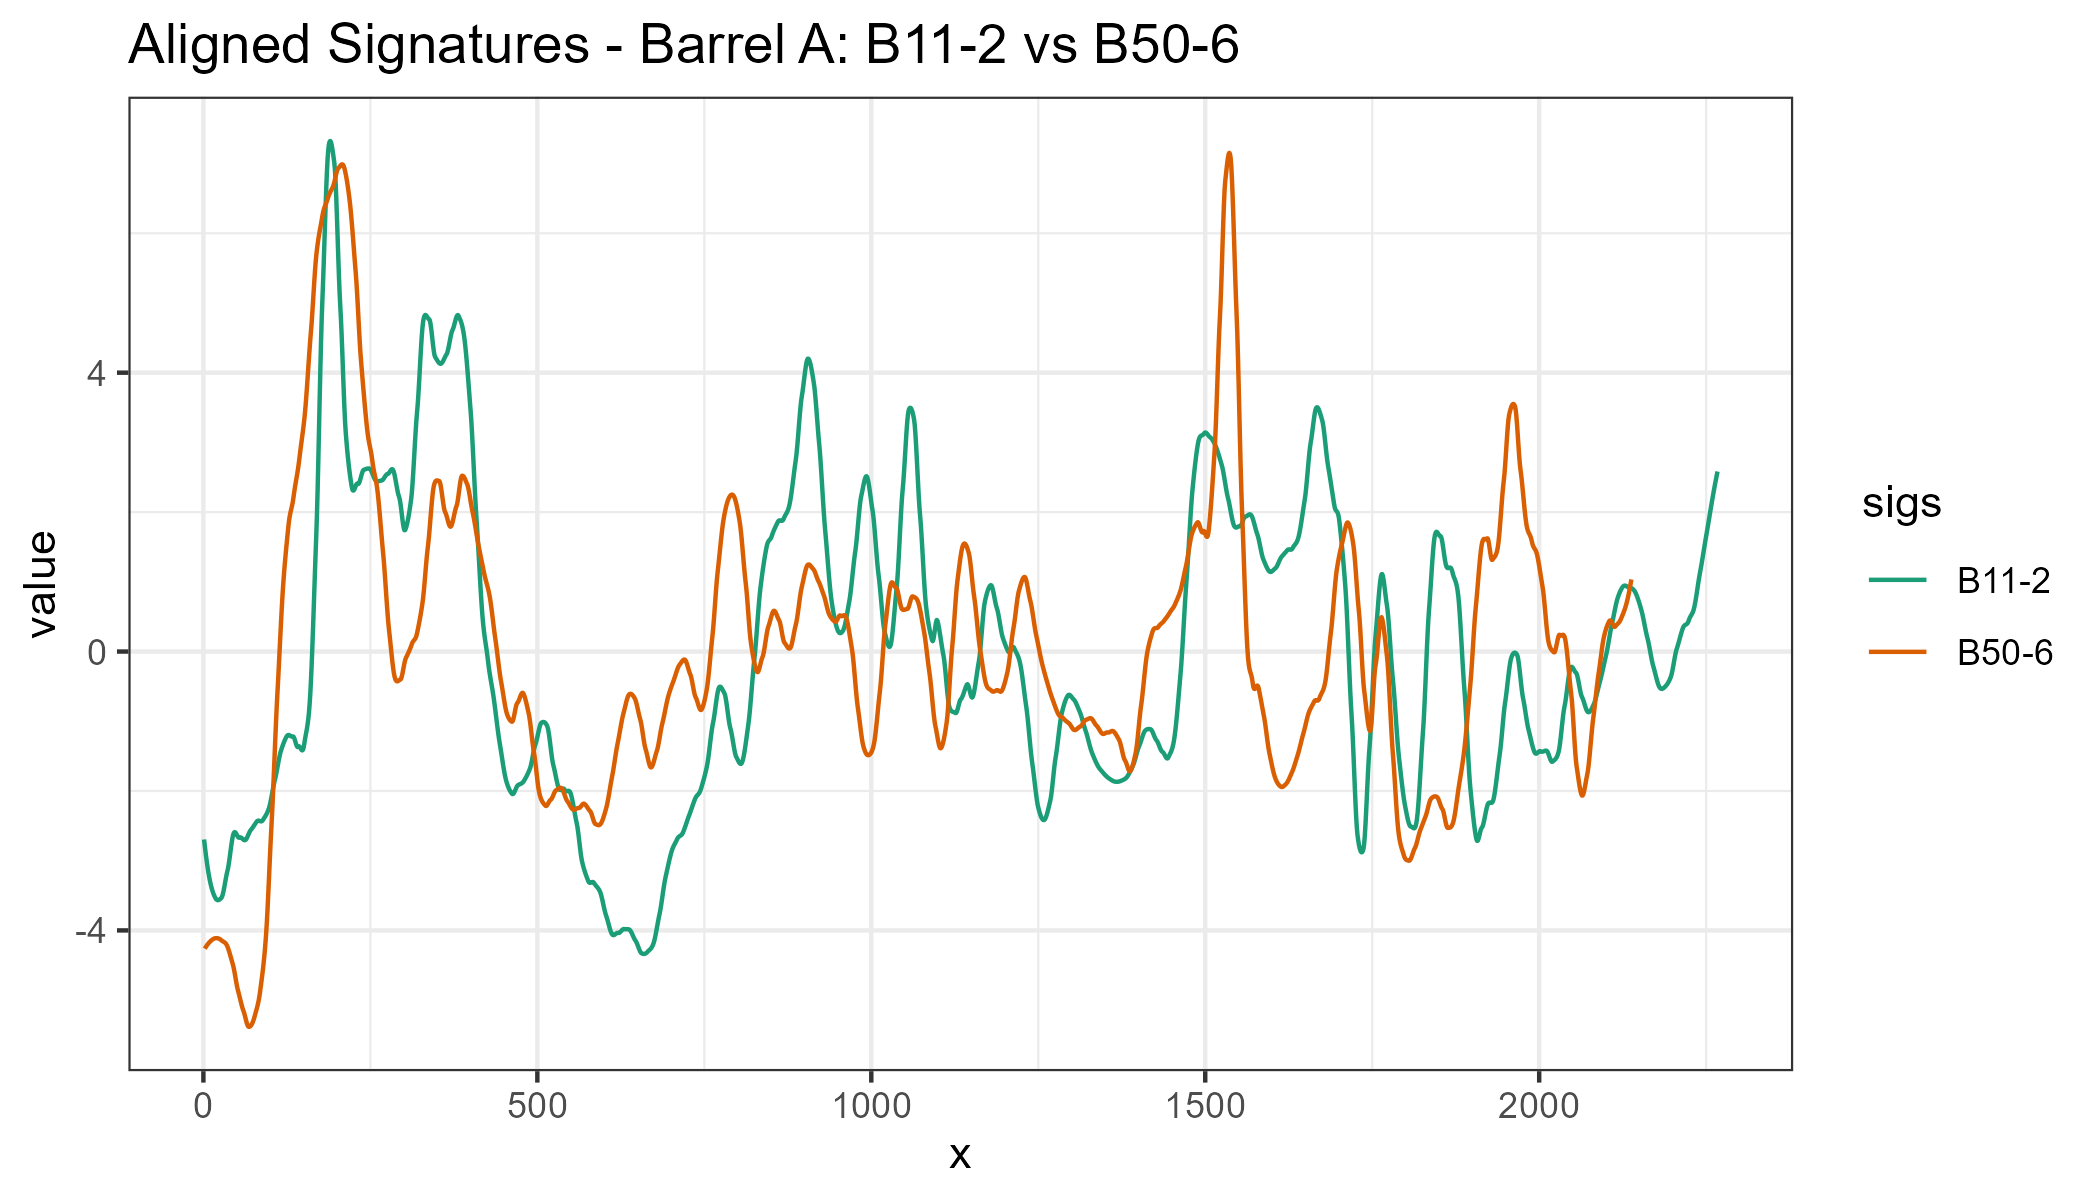 Aligned Signatures - Barrel A: B11-2 vs B50-6
value
4
0
-4
0
500
1000
1500
2000
x
sigs
B11-2
B50-6